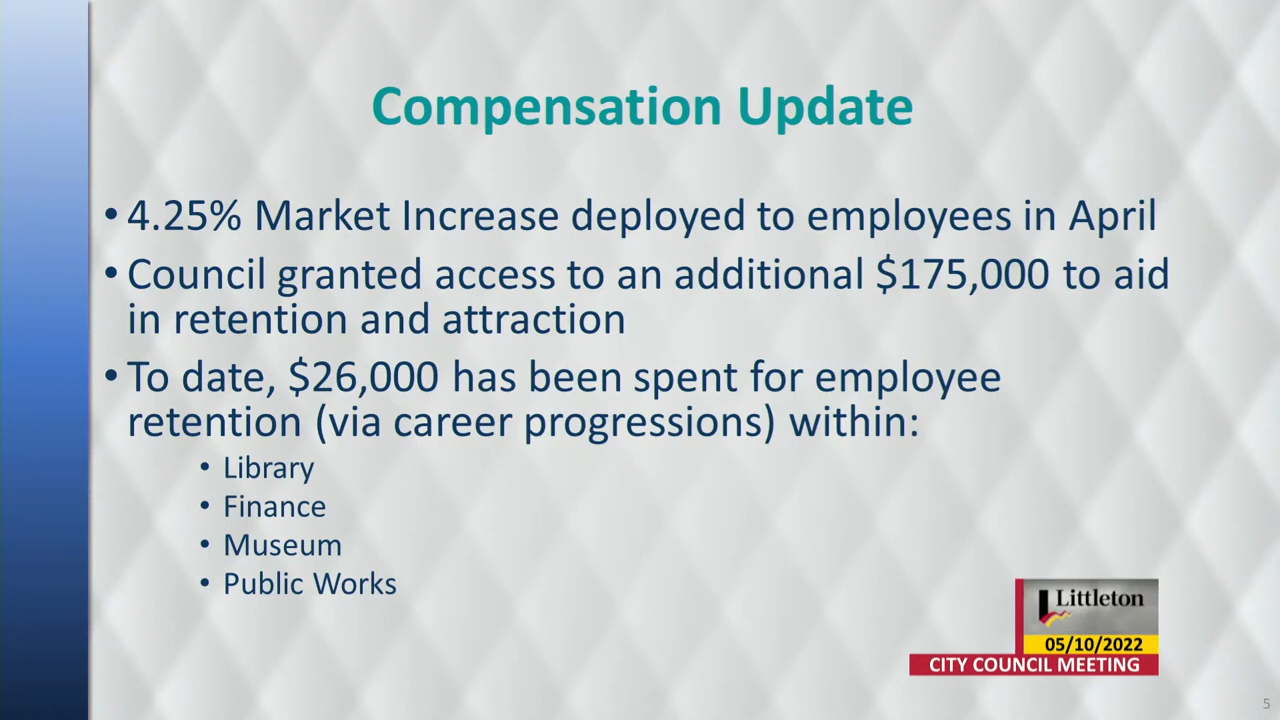 Compensation Update
• 4.25% Market Increase deployed to employees in April
• Council granted access to an additional $175,000 to aid
in retention and attraction
• To date, $26,000 has been spent for employee
retention (via career progressions) within:
• Library
• Finance
• Museum
• Public Works
Littleton
05/10/2022
CITY COUNCIL MEETING
5